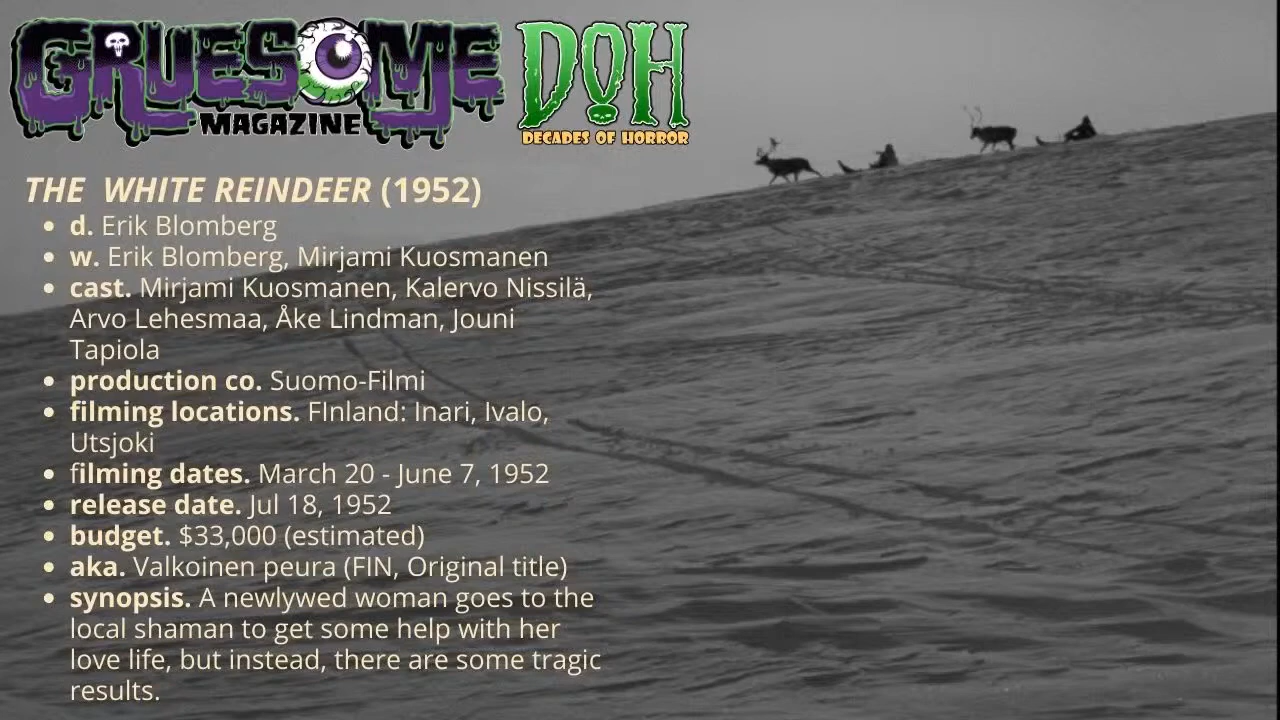 GRUESOME
MAGAZINE
DOH
DECADES OF HORROR
THE WHITE REINDEER (1952)
• d. Erik Blomberg
• w. Erik Blomberg, Mirjami Kuosmanen
• cast. Mirjami Kuosmanen, Kalervo Nissilä,
Arvo Lehesmaa, Åke Lindman, Jouni
Tapiola
• production co. Suomo-Filmi
• filming locations. FInland: Inari, Ivalo,
Utsjoki
• filming dates. March 20 - June 7, 1952
• release date. Jul 18, 1952
• budget. $33,000 (estimated)
• aka. Valkoinen peura (FIN, Original title)
• synopsis. A newlywed woman goes to the
local shaman to get some help with her
love life, but instead, there are some tragic
results.